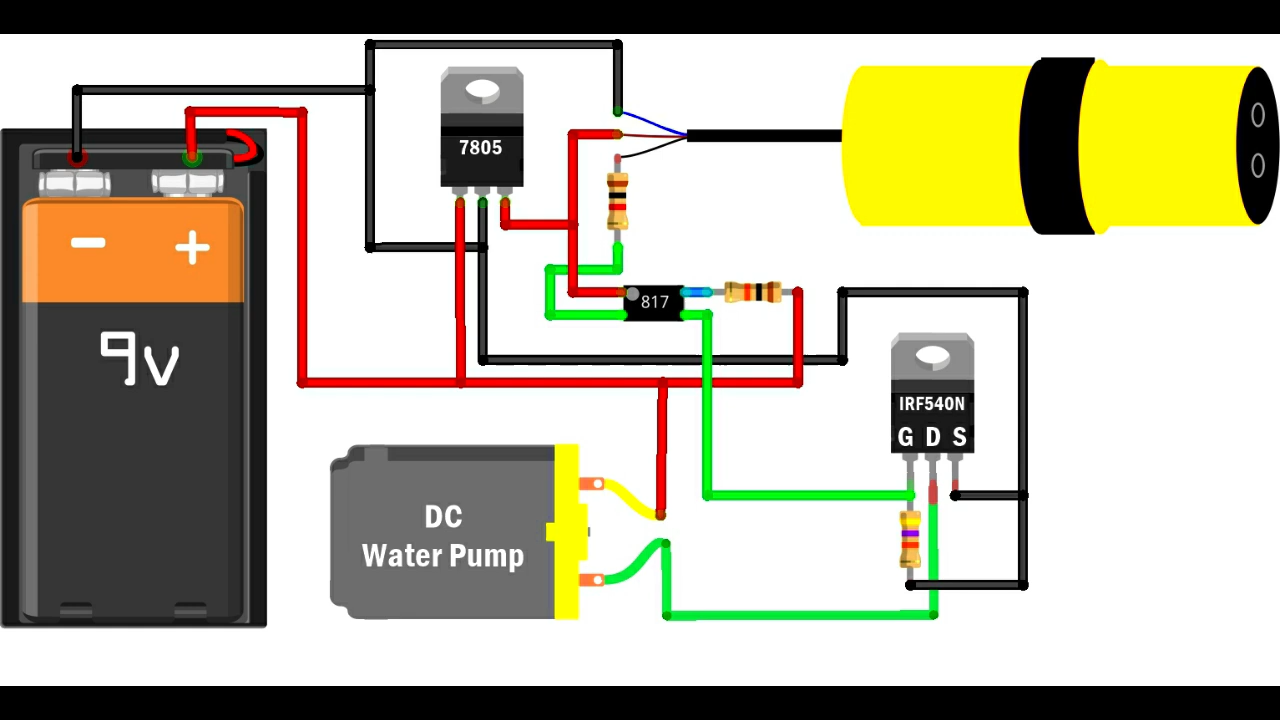 7805
817
- +
9v
IRF540N
G D S
DC
Water Pump